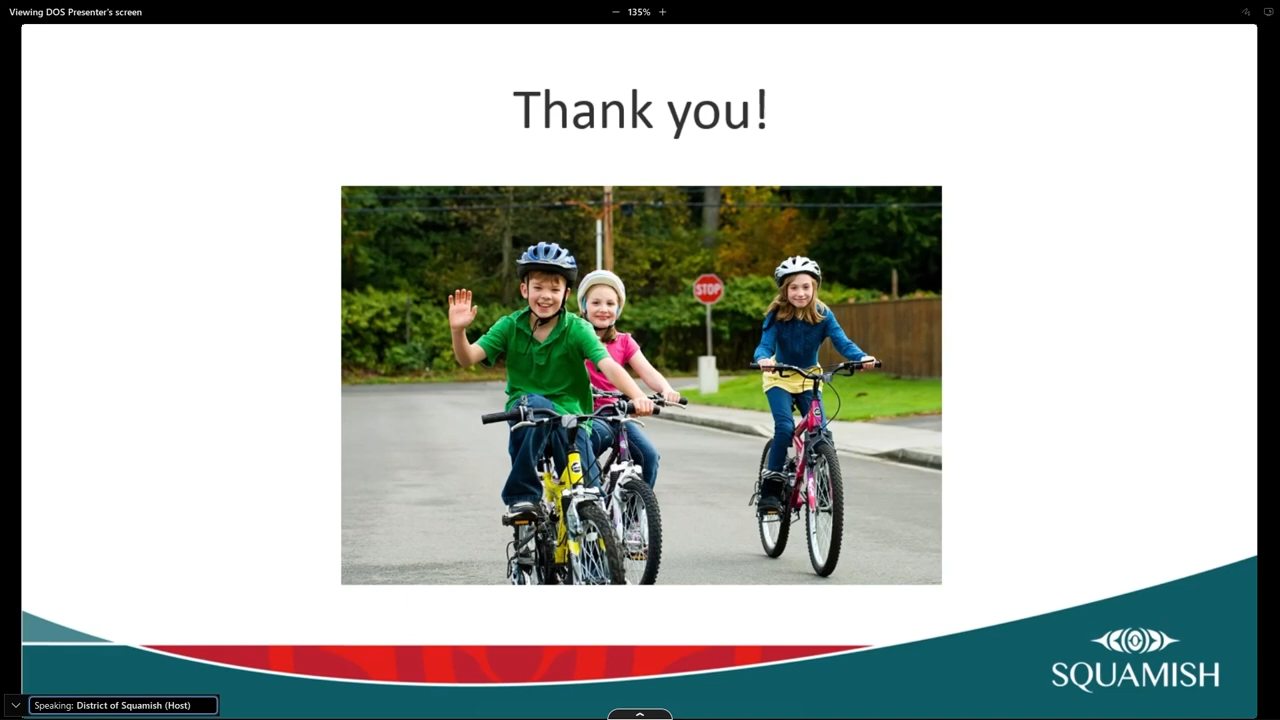 Viewing DOS Presenter's screen
135%
Thank you!
STOP
SQUAMISH
Speaking: District of Squamish (Host)